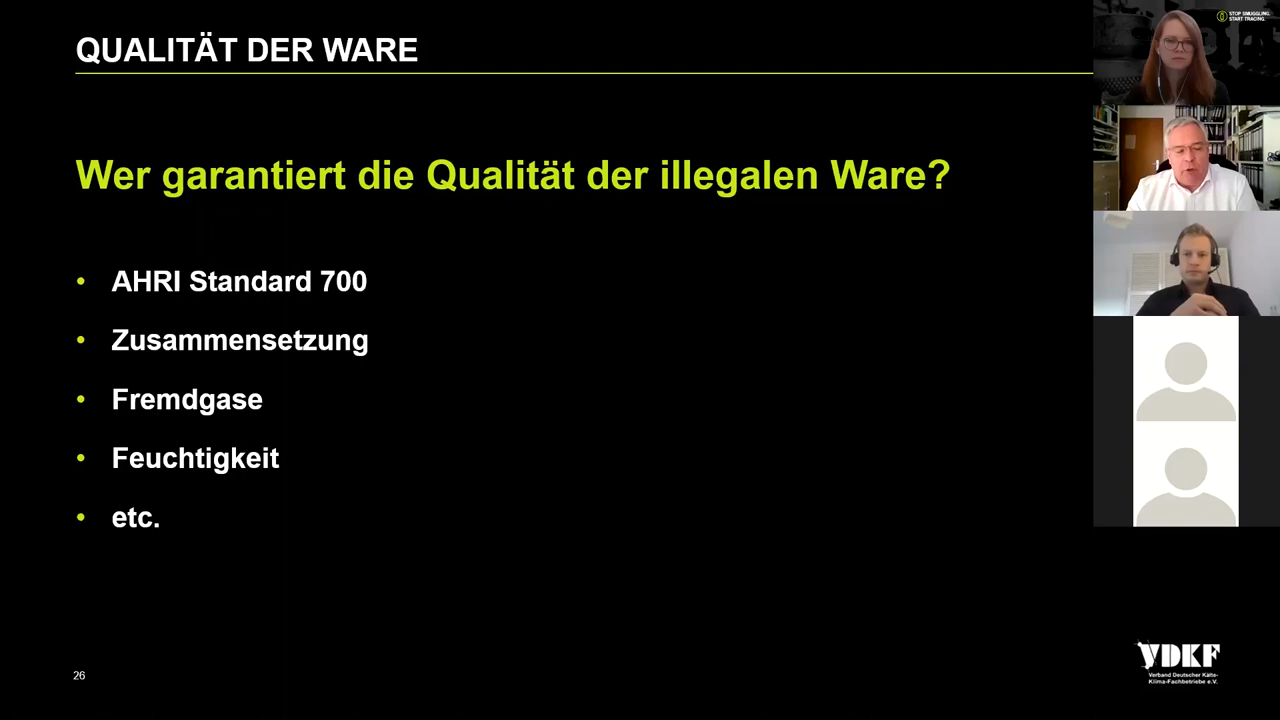 QUALITÄT DER WARE
STOP SMUGGLING.
START TRACING.
Wer garantiert die Qualität der illegalen Ware?
• AHRI Standard 700
• Zusammensetzung
• Fremdgase
• Feuchtigkeit
• etc.
26
VDKF
Verband Deutscher Kälte-
Klima-Fachbetriebe e.V.